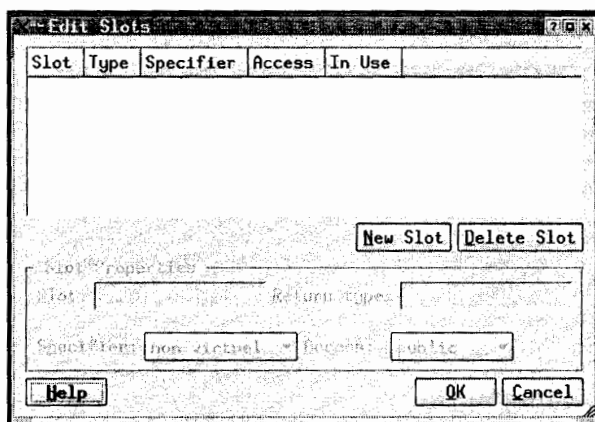 Edit Slots
Slot Type Specifier Access In Use
New Slot Delete Slot
Slot Properties
Slot: Return type:
Specifier: non virtual Access: public
Help OK Cancel